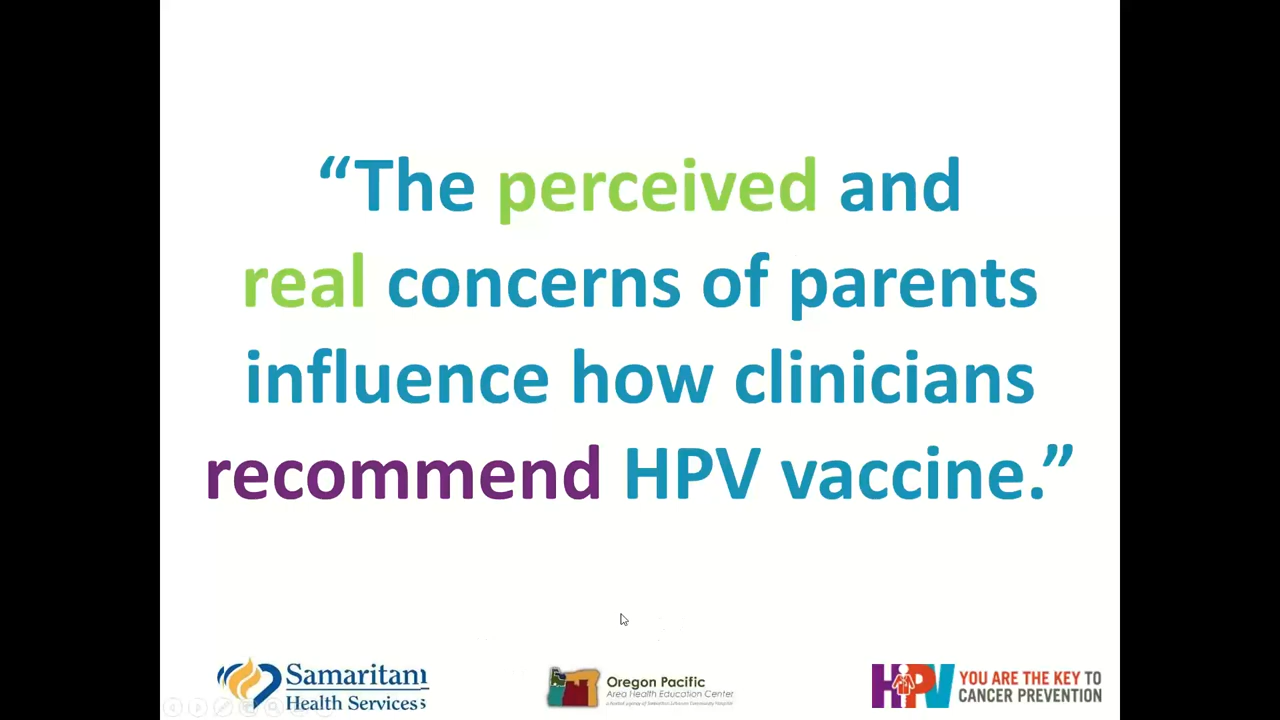 “The perceived and
real concerns of parents
influence how clinicians
recommend HPV vaccine.”
Samaritan
Health Services
Oregon Pacific
Area Health Education Center
HPV
YOU ARE THE KEY TO
CANCER PREVENTION